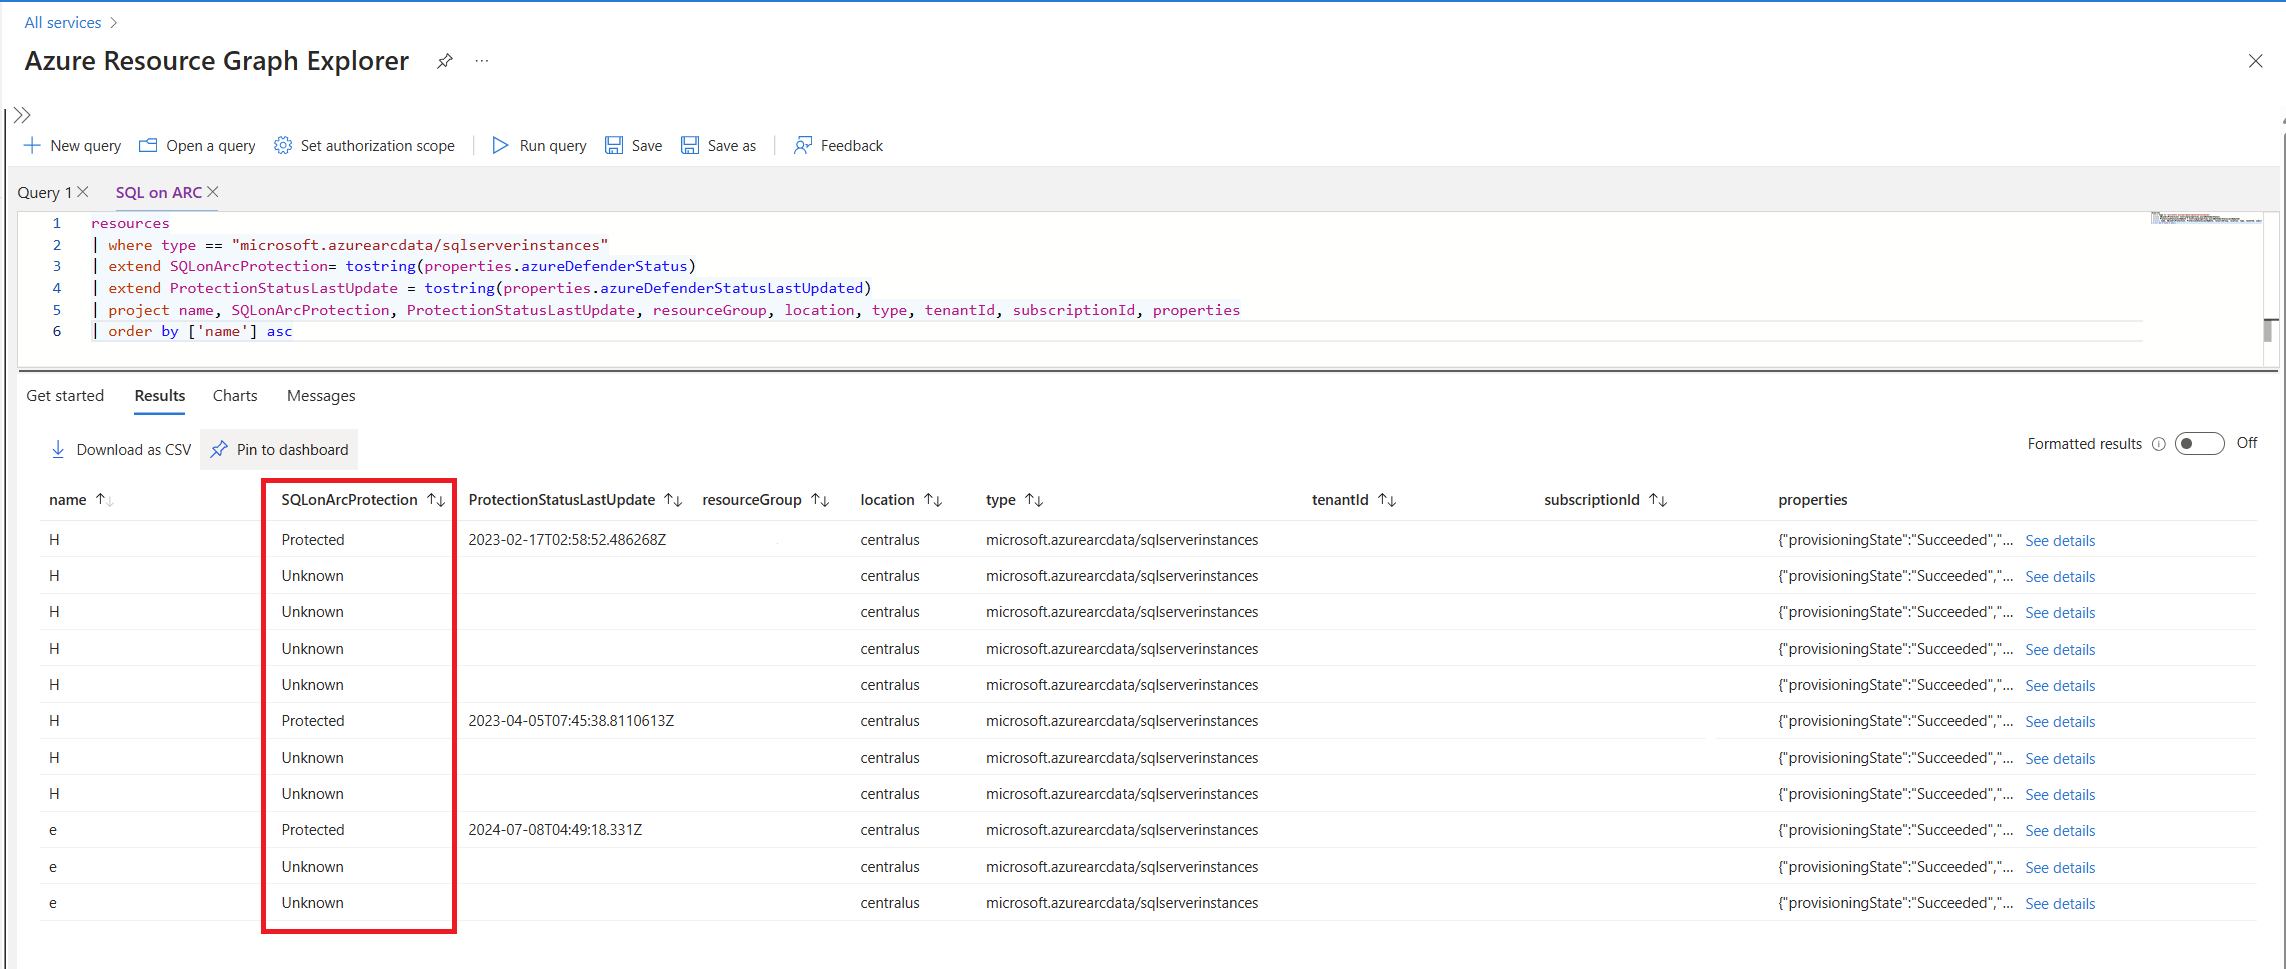 All services
Azure Resource Graph Explorer
New query Open a query Set authorization scope Run query Save Save as Feedback
Query 1 SQL on ARC
1 resources
2 | where type == "microsoft.azurearcdata/sqlserverinstances"
3 | extend SQLonArcProtection= tostring(properties.azureDefenderStatus)
4 | extend ProtectionStatusLastUpdate = tostring(properties.azureDefenderStatusLastUpdated)
5 | project name, SQLonArcProtection, ProtectionStatusLastUpdate, resourceGroup, location, type, tenantId, subscriptionId, properties
6 | order by ['name'] asc
Get started Results Charts Messages
Download as CSV Pin to dashboard Formatted results Off
name SQLonArcProtection ProtectionStatusLastUpdate resourceGroup location type tenantId subscriptionId properties
H Protected 2023-02-17T02:58:52.486268Z centralus microsoft.azurearcdata/sqlserverinstances {"provisioningState":"Succeeded","... See details
H Unknown centralus microsoft.azurearcdata/sqlserverinstances {"provisioningState":"Succeeded","... See details
H Unknown centralus microsoft.azurearcdata/sqlserverinstances {"provisioningState":"Succeeded","... See details
H Unknown centralus microsoft.azurearcdata/sqlserverinstances {"provisioningState":"Succeeded","... See details
H Unknown centralus microsoft.azurearcdata/sqlserverinstances {"provisioningState":"Succeeded","... See details
H Protected 2023-04-05T07:45:38.8110613Z centralus microsoft.azurearcdata/sqlserverinstances {"provisioningState":"Succeeded","... See details
H Unknown centralus microsoft.azurearcdata/sqlserverinstances {"provisioningState":"Succeeded","... See details
H Unknown centralus microsoft.azurearcdata/sqlserverinstances {"provisioningState":"Succeeded","... See details
e Protected 2024-07-08T04:49:18.331Z centralus microsoft.azurearcdata/sqlserverinstances {"provisioningState":"Succeeded","... See details
e Unknown centralus microsoft.azurearcdata/sqlserverinstances {"provisioningState":"Succeeded","... See details
e Unknown centralus microsoft.azurearcdata/sqlserverinstances {"provisioningState":"Succeeded","... See details